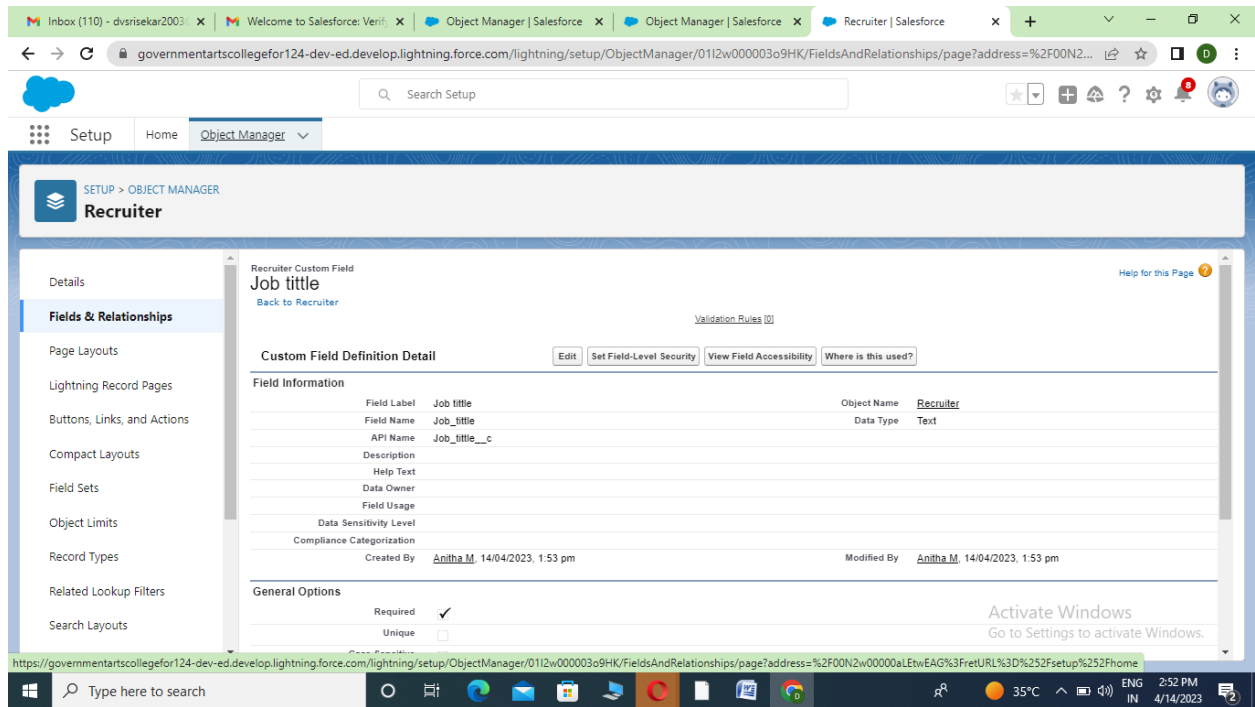 Inbox (110) - dvsrisekar2003
Welcome to Salesforce: Verif
Object Manager | Salesforce
Object Manager | Salesforce
Recruiter | Salesforce
governmentartscollegefor124-dev-ed.develop.lightning.force.com/lightning/setup/ObjectManager/01I2w000003o9HK/FieldsAndRelationships/page?address=%2F00N2...
D
Search Setup
8
Setup
Home
Object Manager
SETUP > OBJECT MANAGER
Recruiter
Details
Fields & Relationships
Page Layouts
Lightning Record Pages
Buttons, Links, and Actions
Compact Layouts
Field Sets
Object Limits
Record Types
Related Lookup Filters
Search Layouts
Recruiter Custom Field
Job tittle
Back to Recruiter
Help for this Page
Validation Rules [0]
Custom Field Definition Detail
Edit
Set Field-Level Security
View Field Accessibility
Where is this used?
Field Information
Field Label Job tittle Object Name Recruiter
Field Name Job_tittle Data Type Text
API Name Job_tittle__c
Description
Help Text
Data Owner
Field Usage
Data Sensitivity Level
Compliance Categorization
Created By Anitha M, 14/04/2023, 1:53 pm Modified By Anitha M, 14/04/2023, 1:53 pm
General Options
Required
Unique
Activate Windows
Go to Settings to activate Windows.
https://governmentartscollegefor124-dev-ed.develop.lightning.force.com/lightning/setup/ObjectManager/01I2w000003o9HK/FieldsAndRelationships/page?address=%2F00N2w00000aLEtwEAG%3FretURL%3D%252Fsetup%252Fhome
Type here to search
35°C
ENG
IN
2:52 PM
4/14/2023
2